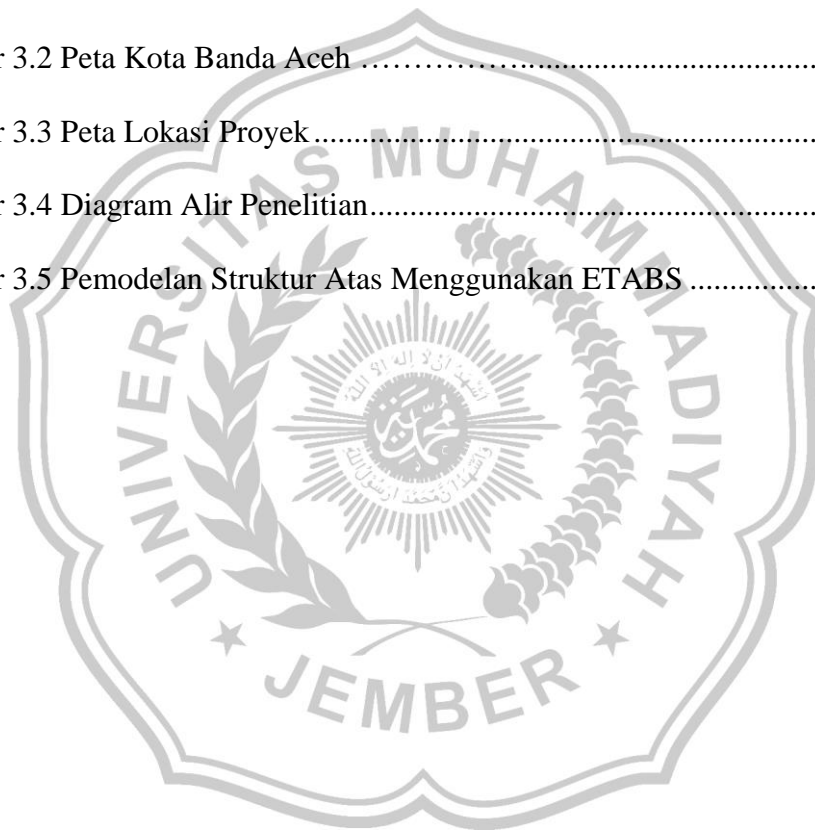 r 3.2 Peta Kota Banda Aceh ……………..................................
r 3.3 Peta Lokasi Proyek..............................................................
r 3.4 Diagram Alir Penelitian.......................................................
r 3.5 Pemodelan Struktur Atas Menggunakan ETABS ................
UNIVERSITAS MUHAMMADIYAH
JEMBER